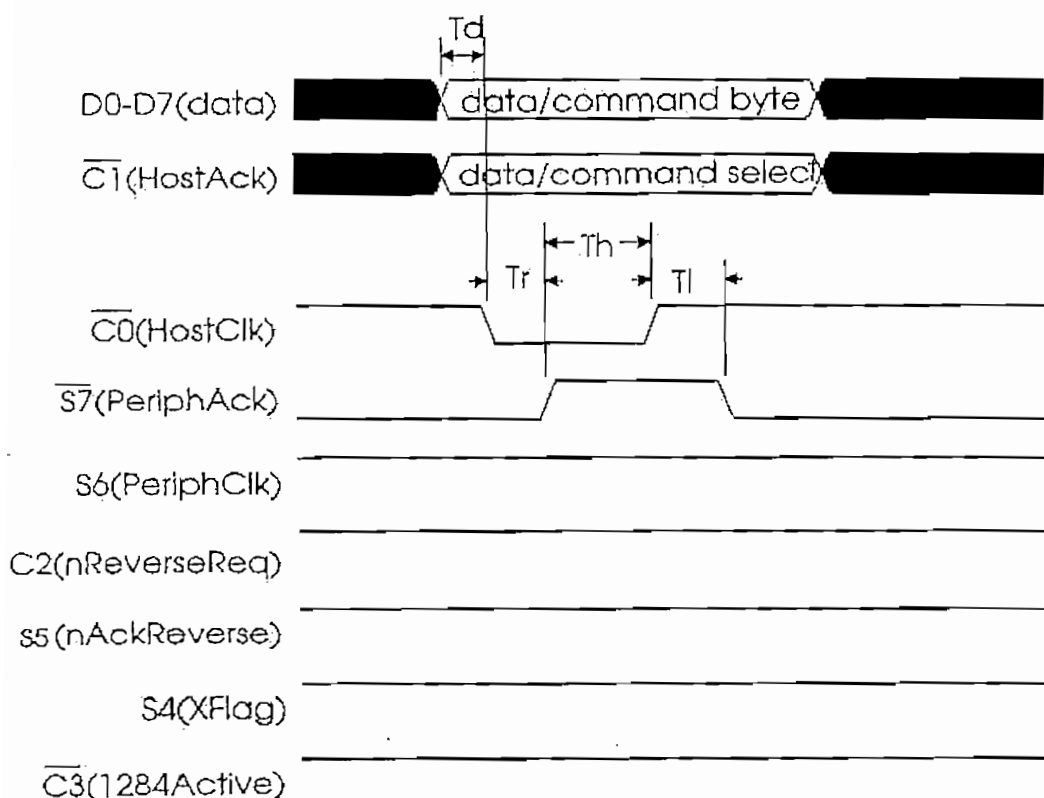 Td
D0-D7(data) data/command byte
C1(HostAck) data/command select
Th
Tr Tl
C0(HostClk)
S7(PeriphAck)
S6(PeriphClk)
C2(nReverseReq)
s5(nAckReverse)
S4(XFlag)
C3(1284Active)